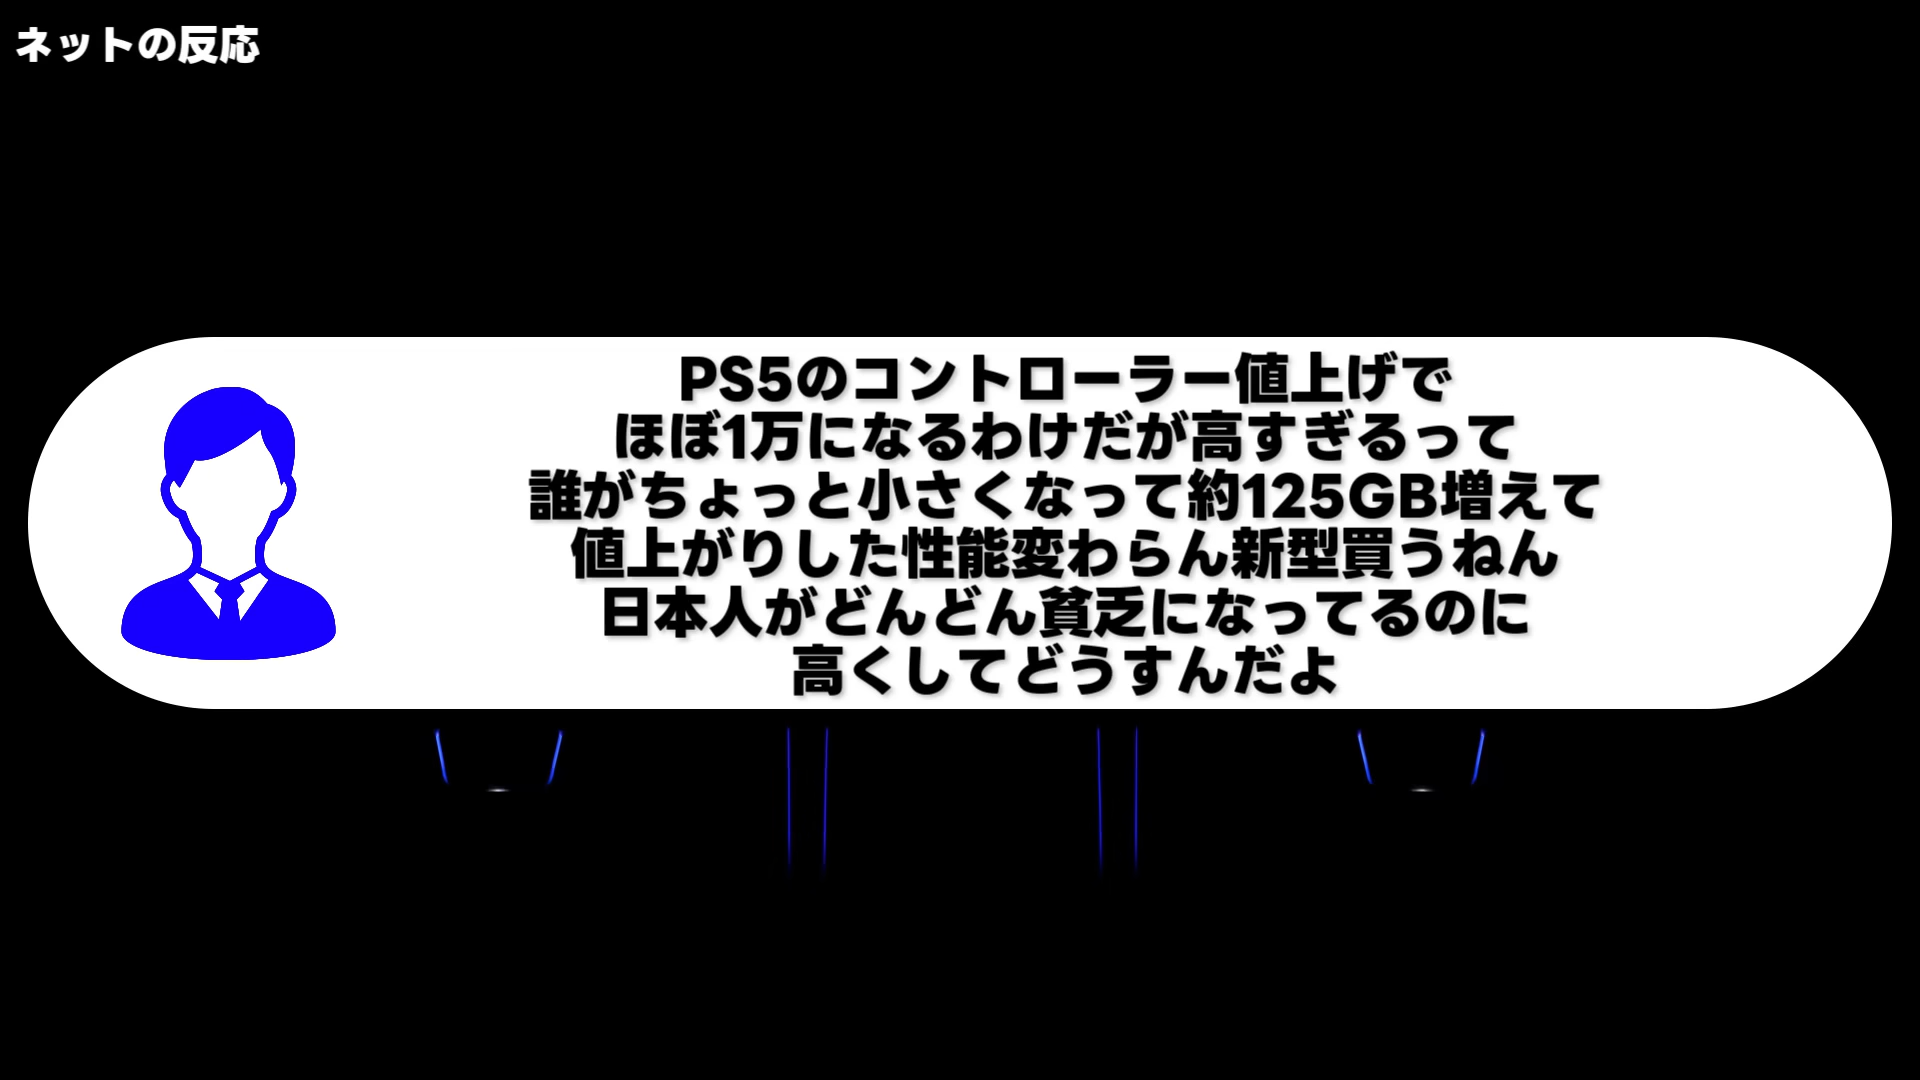 ネットの反応
PS5のコントローラー値上げで
ほぼ1万になるわけだが高すぎるって
誰がちょっと小さくなって約125GB増えて
値上がりした性能変わらん新型買うねん
日本人がどんどん貧乏になってるのに
高くしてどうすんだよ